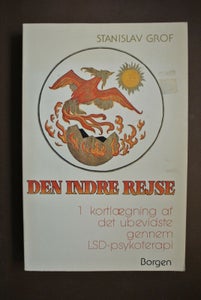 STANISLAV GROF
DEN INDRE REJSE
1 kortlægning af
det ubevidste
gennem
LSD-psykoterapi
Borgen